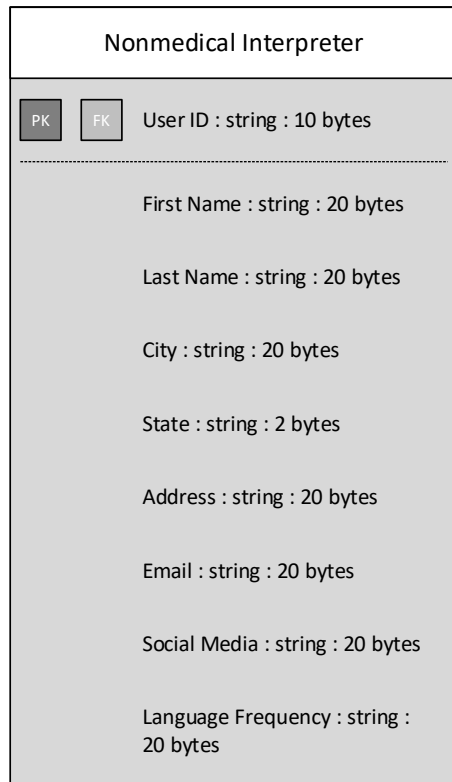 Nonmedical Interpreter
PK FK User ID : string : 10 bytes
First Name : string : 20 bytes
Last Name : string : 20 bytes
City : string : 20 bytes
State : string : 2 bytes
Address : string : 20 bytes
Email : string : 20 bytes
Social Media : string : 20 bytes
Language Frequency : string :
20 bytes